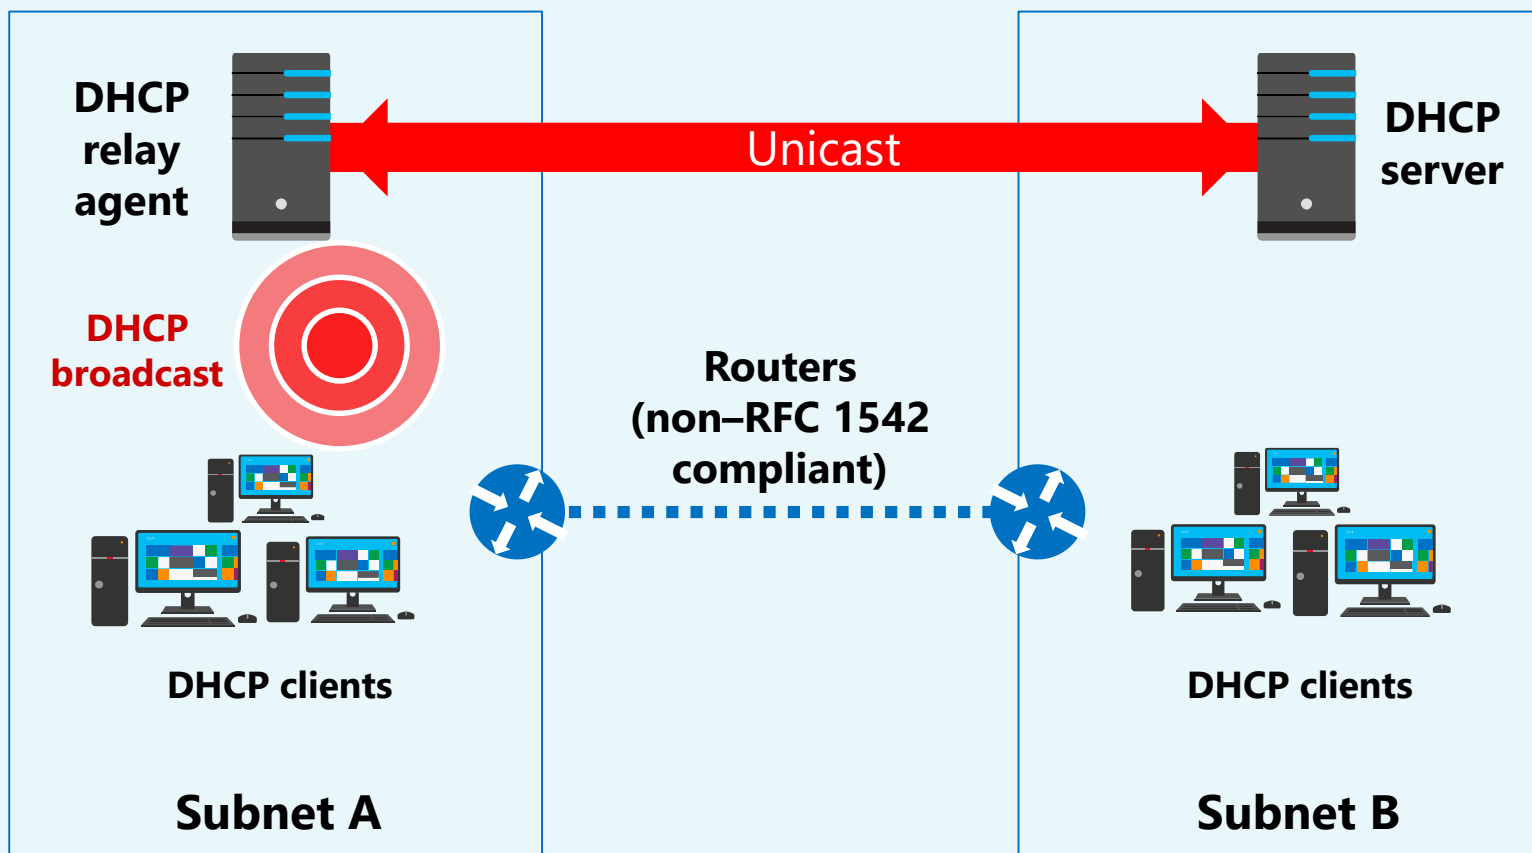 DHCP
relay
agent
Unicast
DHCP
server
DHCP
broadcast
Routers
(non–RFC 1542
compliant)
DHCP clients
DHCP clients
Subnet A
Subnet B